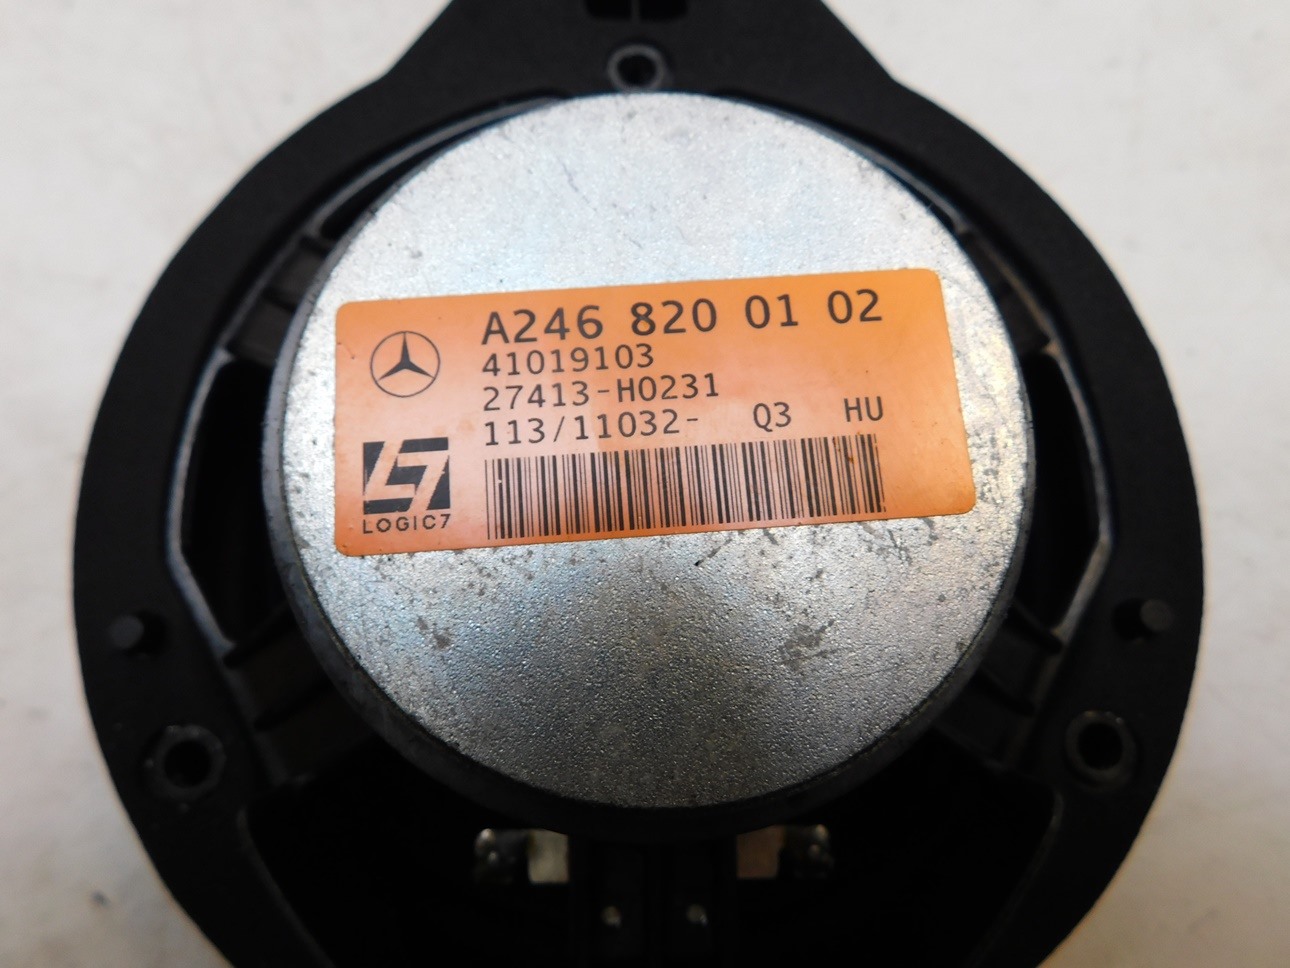 A246 820 01 02
41019103
27413-H0231
113/11032- Q3 HU
LOGIC7